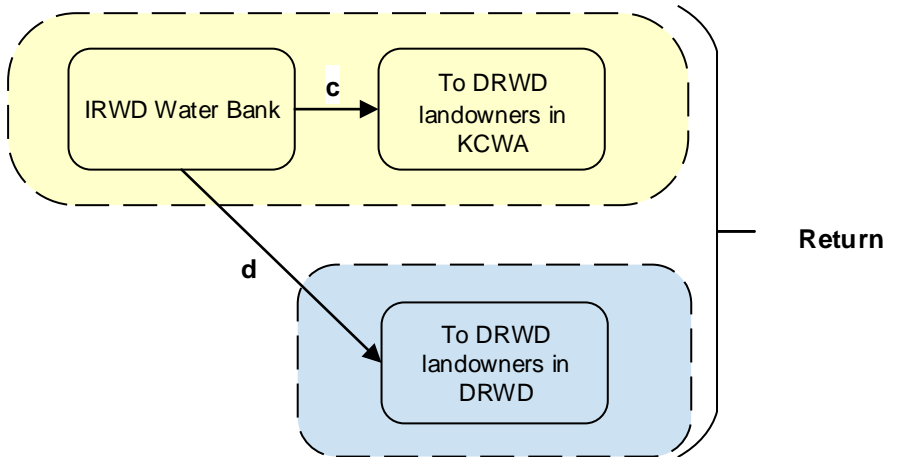 IRWD Water Bank
c
To DRWD
landowners in
KCWA
Return
d
To DRWD
landowners in
DRWD